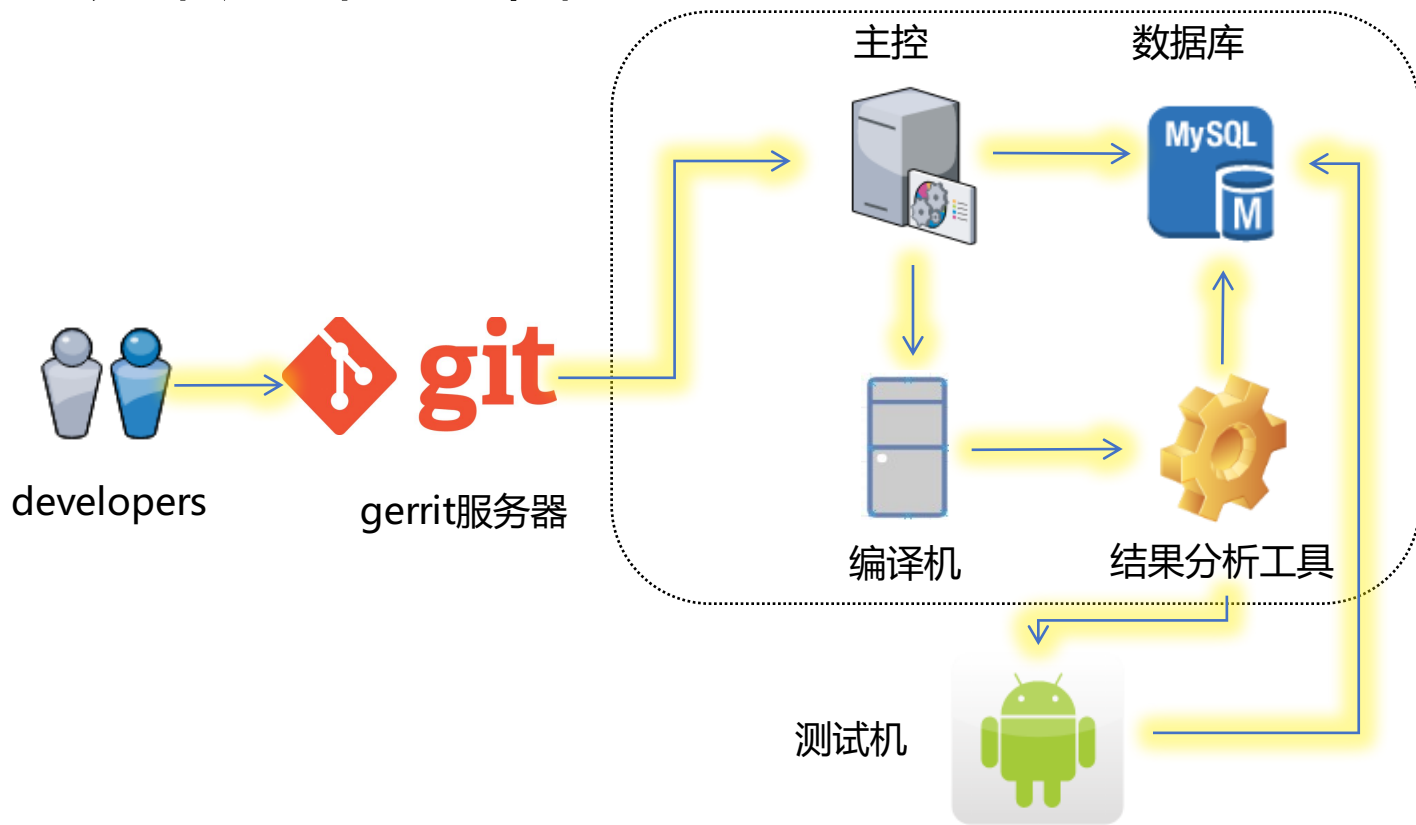 主控
数据库
MySQL
M
git
developers
gerrit服务器
编译机
结果分析工具
测试机